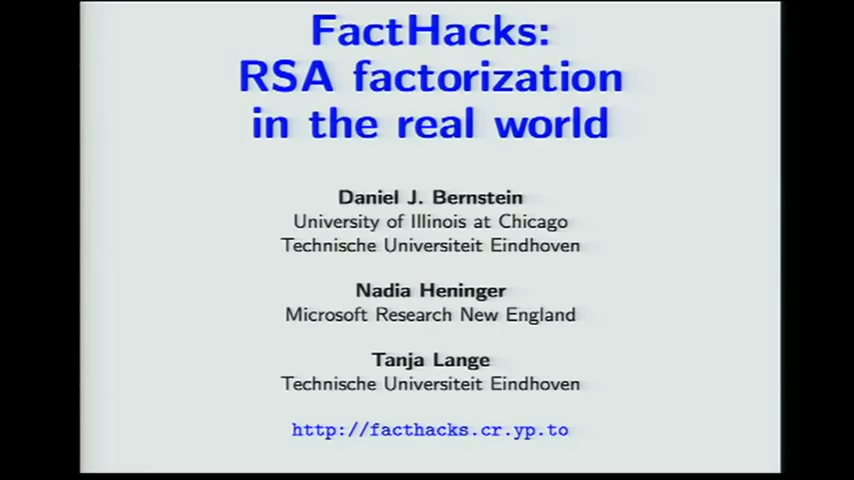 FactHacks:
RSA factorization
in the real world
Daniel J. Bernstein
University of Illinois at Chicago
Technische Universiteit Eindhoven
Nadia Heninger
Microsoft Research New England
Tanja Lange
Technische Universiteit Eindhoven
http://facthacks.cr.yp.to